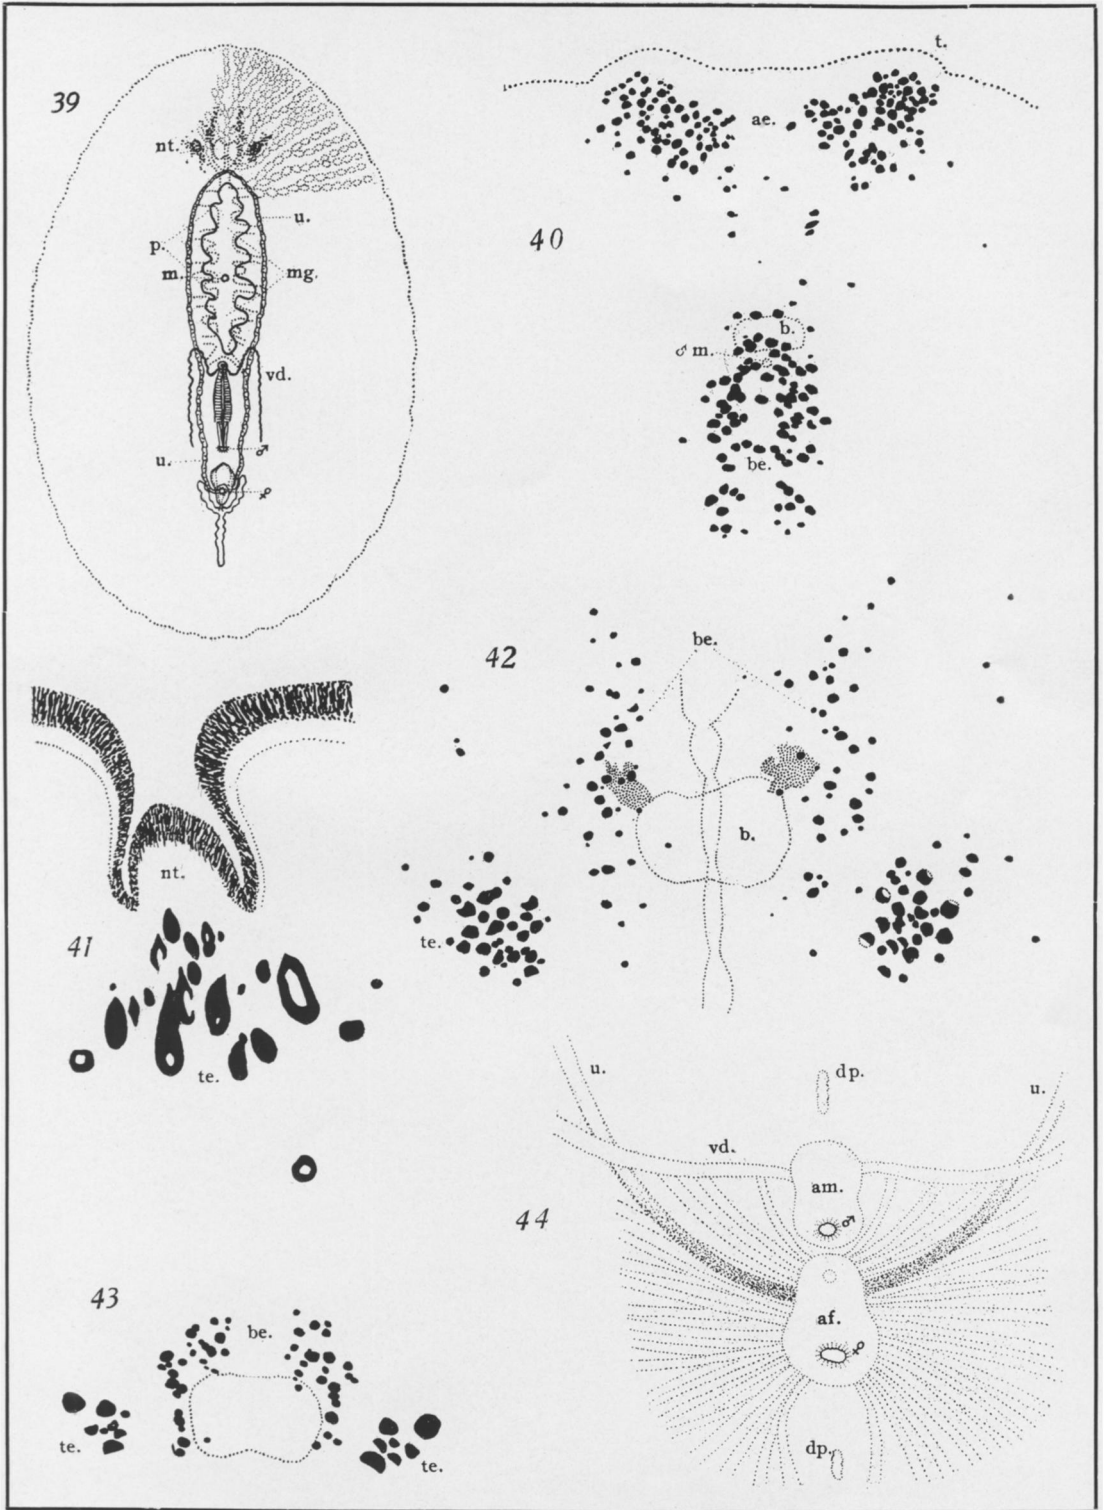 39
nt.
u.
p.
m.
mg.
vd.
♂
u.
♀
t.
ae.
40
b.
♂ m.
be.
42
be.
b.
te.
nt.
41
te.
u.
dp.
u.
vd.
am.
♂
44
af.
♀
dp.
43
be.
te.
te.